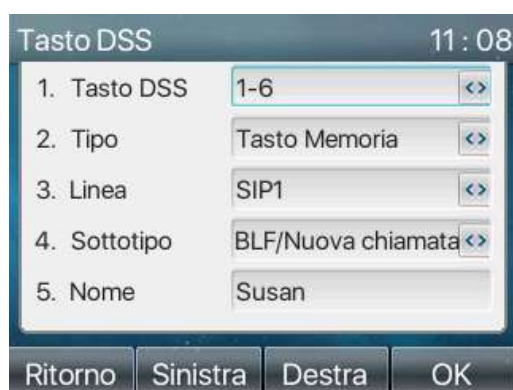 Tasto DSS 11:08
1. Tasto DSS 1-6
2. Tipo Tasto Memoria
3. Linea SIP1
4. Sottotipo BLF/Nuova chiamata
5. Nome Susan
Ritorno Sinistra Destra OK